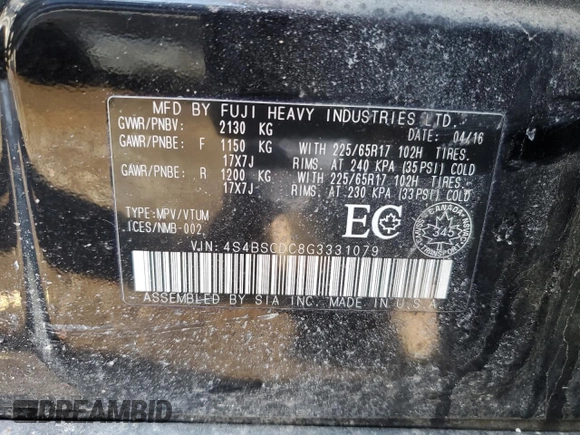 MFD BY FUJI HEAVY INDUSTRIES LTD.
GVWR/PNBV: 2130 KG DATE: 04/16
GAWR/PNBE: F 1150 KG WITH 225/65R17 102H TIRES.
17X7J RIMS. AT 240 KPA (35PSI) COLD
GAWR/PNBE: R 1200 KG WITH 225/65R17 102H TIRES.
17X7J RIMS. AT 230 KPA (33PSI) COLD
TYPE:MPV/VTUM
ICES/NMB-002
EC
CANADA
345
VIN: 4S4BSCDC8G3331079
ASSEMBLED BY SIA INC. MADE IN U.S.A.
DREAMBID